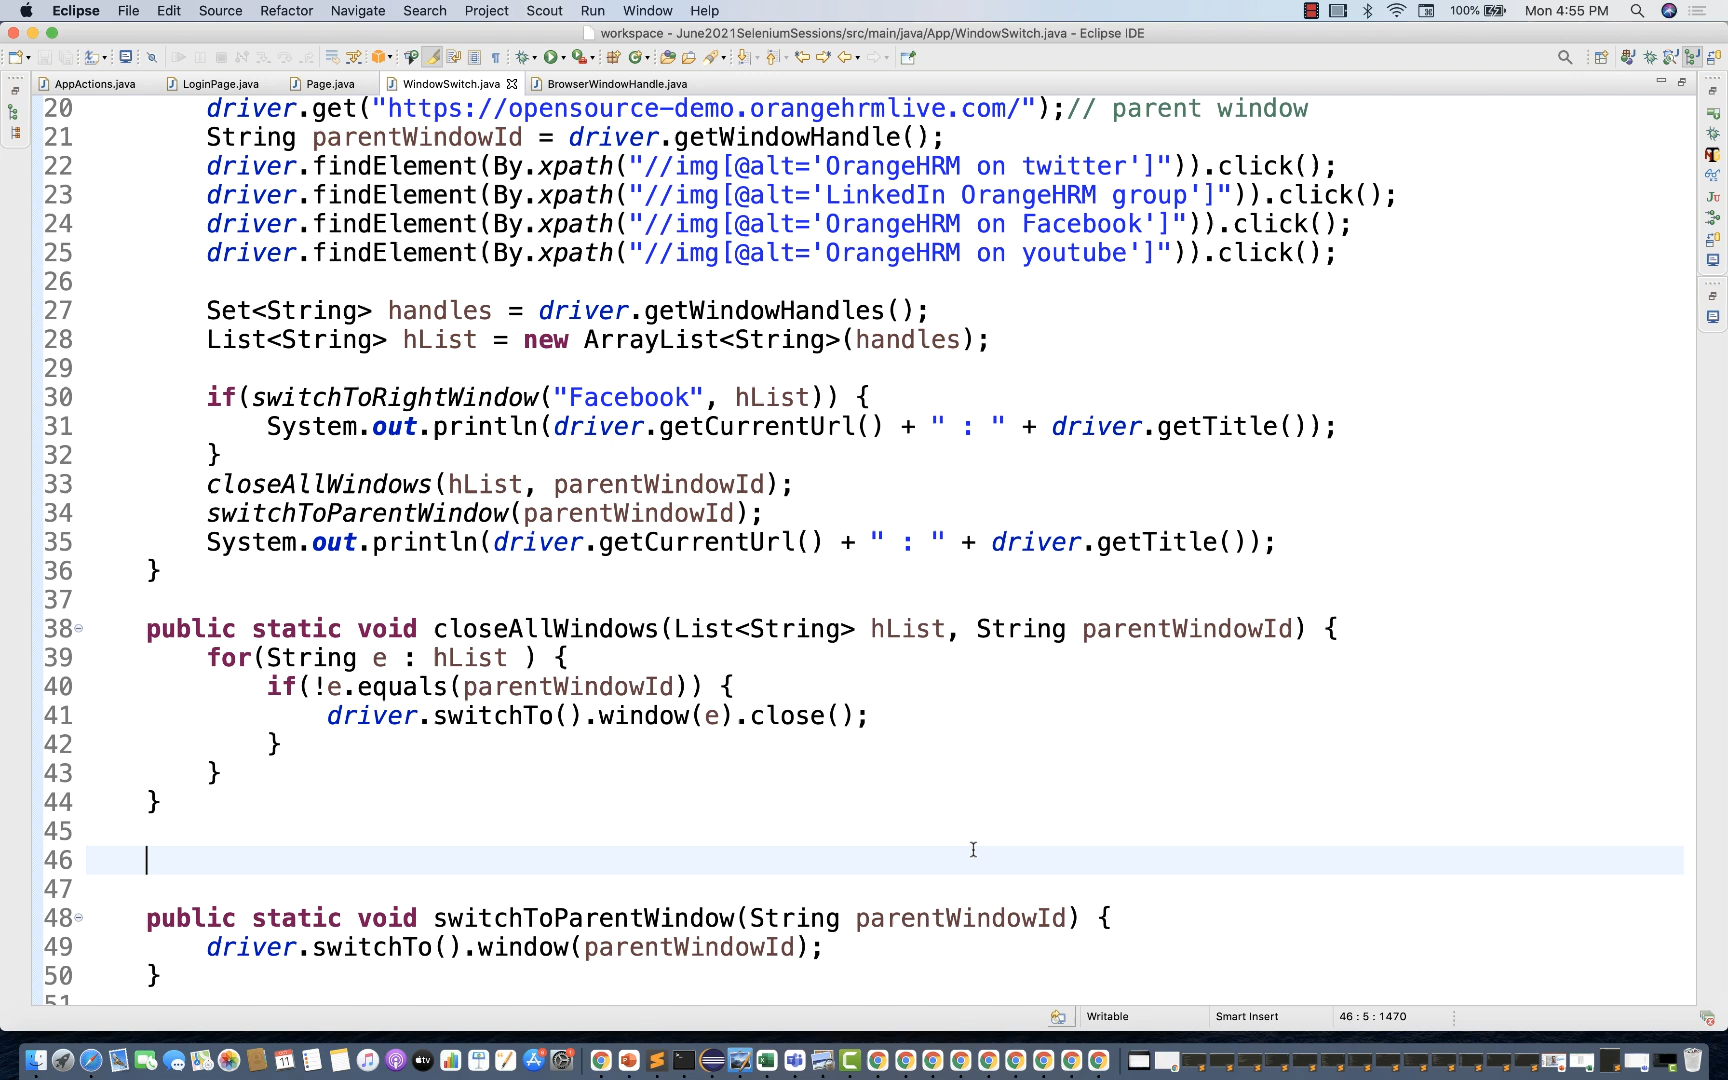 Eclipse File Edit Source Refactor Navigate Search Project Scout Run Window Help 100% Mon 4:55 PM
workspace - June2021SeleniumSessions/src/main/java/App/WindowSwitch.java - Eclipse IDE
AppActions.java LoginPage.java Page.java WindowSwitch.java BrowserWindowHandle.java
20 driver.get("https://opensource-demo.orangehrmlive.com/");// parent window
21 String parentWindowId = driver.getWindowHandle();
22 driver.findElement(By.xpath("//img[@alt='OrangeHRM on twitter']")).click();
23 driver.findElement(By.xpath("//img[@alt='LinkedIn OrangeHRM group']")).click();
24 driver.findElement(By.xpath("//img[@alt='OrangeHRM on Facebook']")).click();
25 driver.findElement(By.xpath("//img[@alt='OrangeHRM on youtube']")).click();
26
27 Set<String> handles = driver.getWindowHandles();
28 List<String> hList = new ArrayList<String>(handles);
29
30 if(switchToRightWindow("Facebook", hList)) {
31 System.out.println(driver.getCurrentUrl() + " : " + driver.getTitle());
32 }
33 closeAllWindows(hList, parentWindowId);
34 switchToParentWindow(parentWindowId);
35 System.out.println(driver.getCurrentUrl() + " : " + driver.getTitle());
36 }
37
38 public static void closeAllWindows(List<String> hList, String parentWindowId) {
39 for(String e : hList ) {
40 if(!e.equals(parentWindowId)) {
41 driver.switchTo().window(e).close();
42 }
43 }
44 }
45
46
47
48 public static void switchToParentWindow(String parentWindowId) {
49 driver.switchTo().window(parentWindowId);
50 }
51
Writable Smart Insert 46 : 5 : 1470